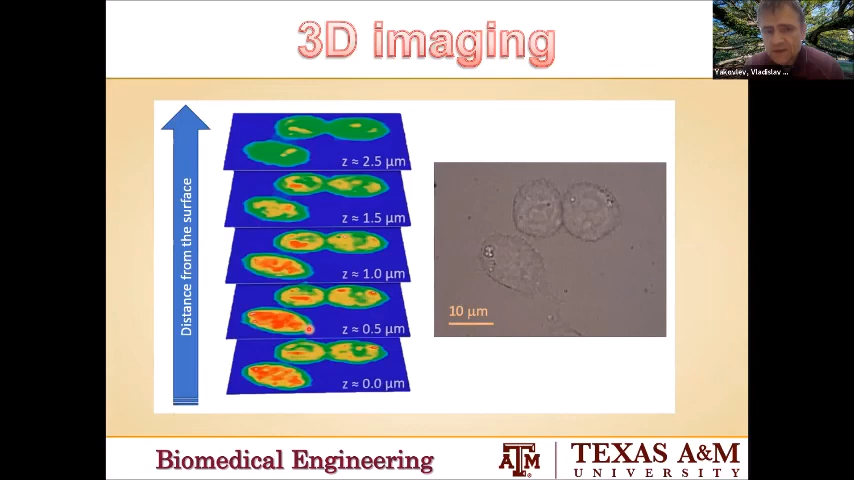 3D imaging
Yakovlev, Vladislav ...
Distance from the surface
z ≈ 2.5 μm
z ≈ 1.5 μm
z ≈ 1.0 μm
z ≈ 0.5 μm
z ≈ 0.0 μm
10 μm
Biomedical Engineering
ATM
TEXAS A&M
UNIVERSITY